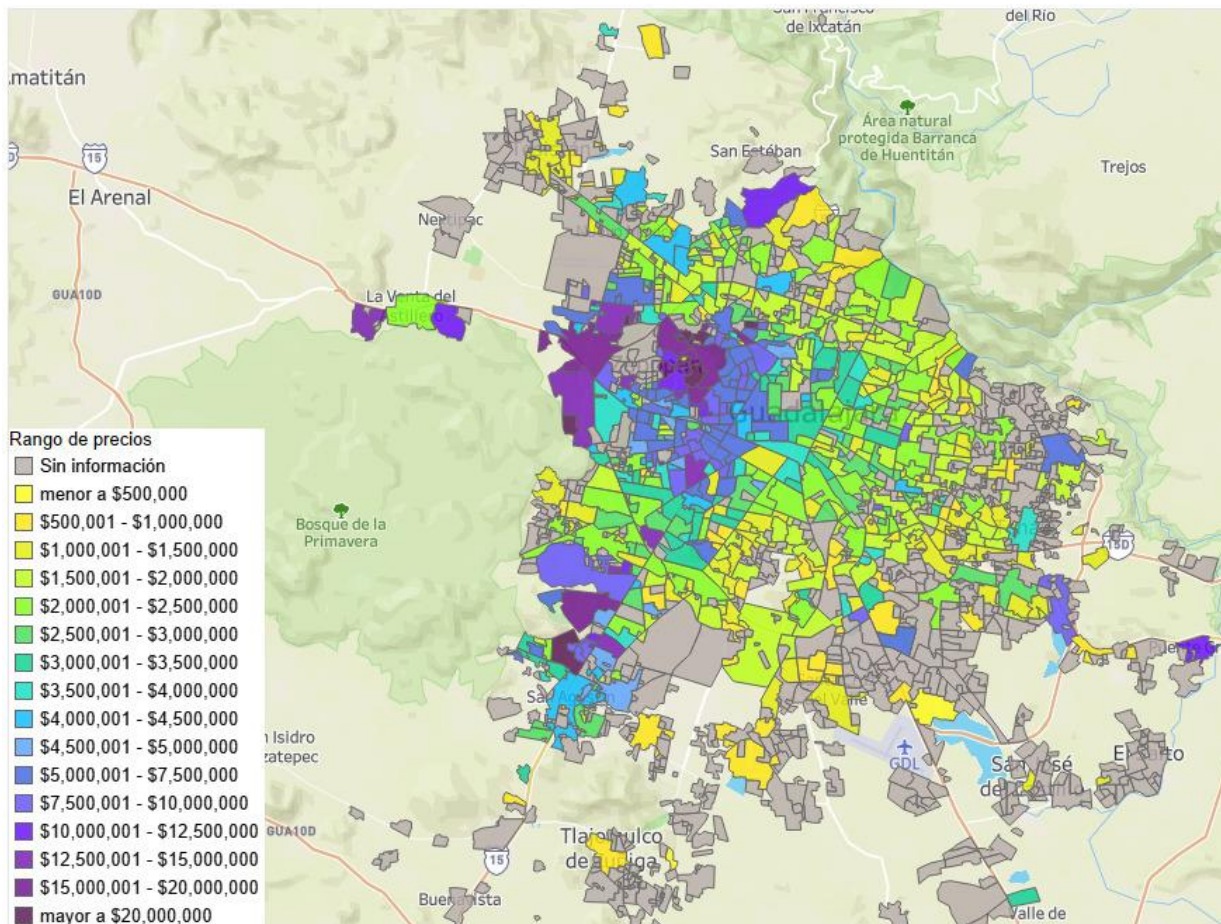 de Ixcatán
del Río
Área natural
protegida Barranca
de Huentitán
San Estéban
Trejos
15
El Arenal
GUA10D
La Venta del
Bosque de la
Primavera
15D
GDL
Buenavista
15
GUA10D
Valle de
Rango de precios
Sin información
menor a $500,000
$500,001 - $1,000,000
$1,000,001 - $1,500,000
$1,500,001 - $2,000,000
$2,000,001 - $2,500,000
$2,500,001 - $3,000,000
$3,000,001 - $3,500,000
$3,500,001 - $4,000,000
$4,000,001 - $4,500,000
$4,500,001 - $5,000,000
$5,000,001 - $7,500,000
$7,500,001 - $10,000,000
$10,000,001 - $12,500,000
$12,500,001 - $15,000,000
$15,000,001 - $20,000,000
mayor a $20,000,000